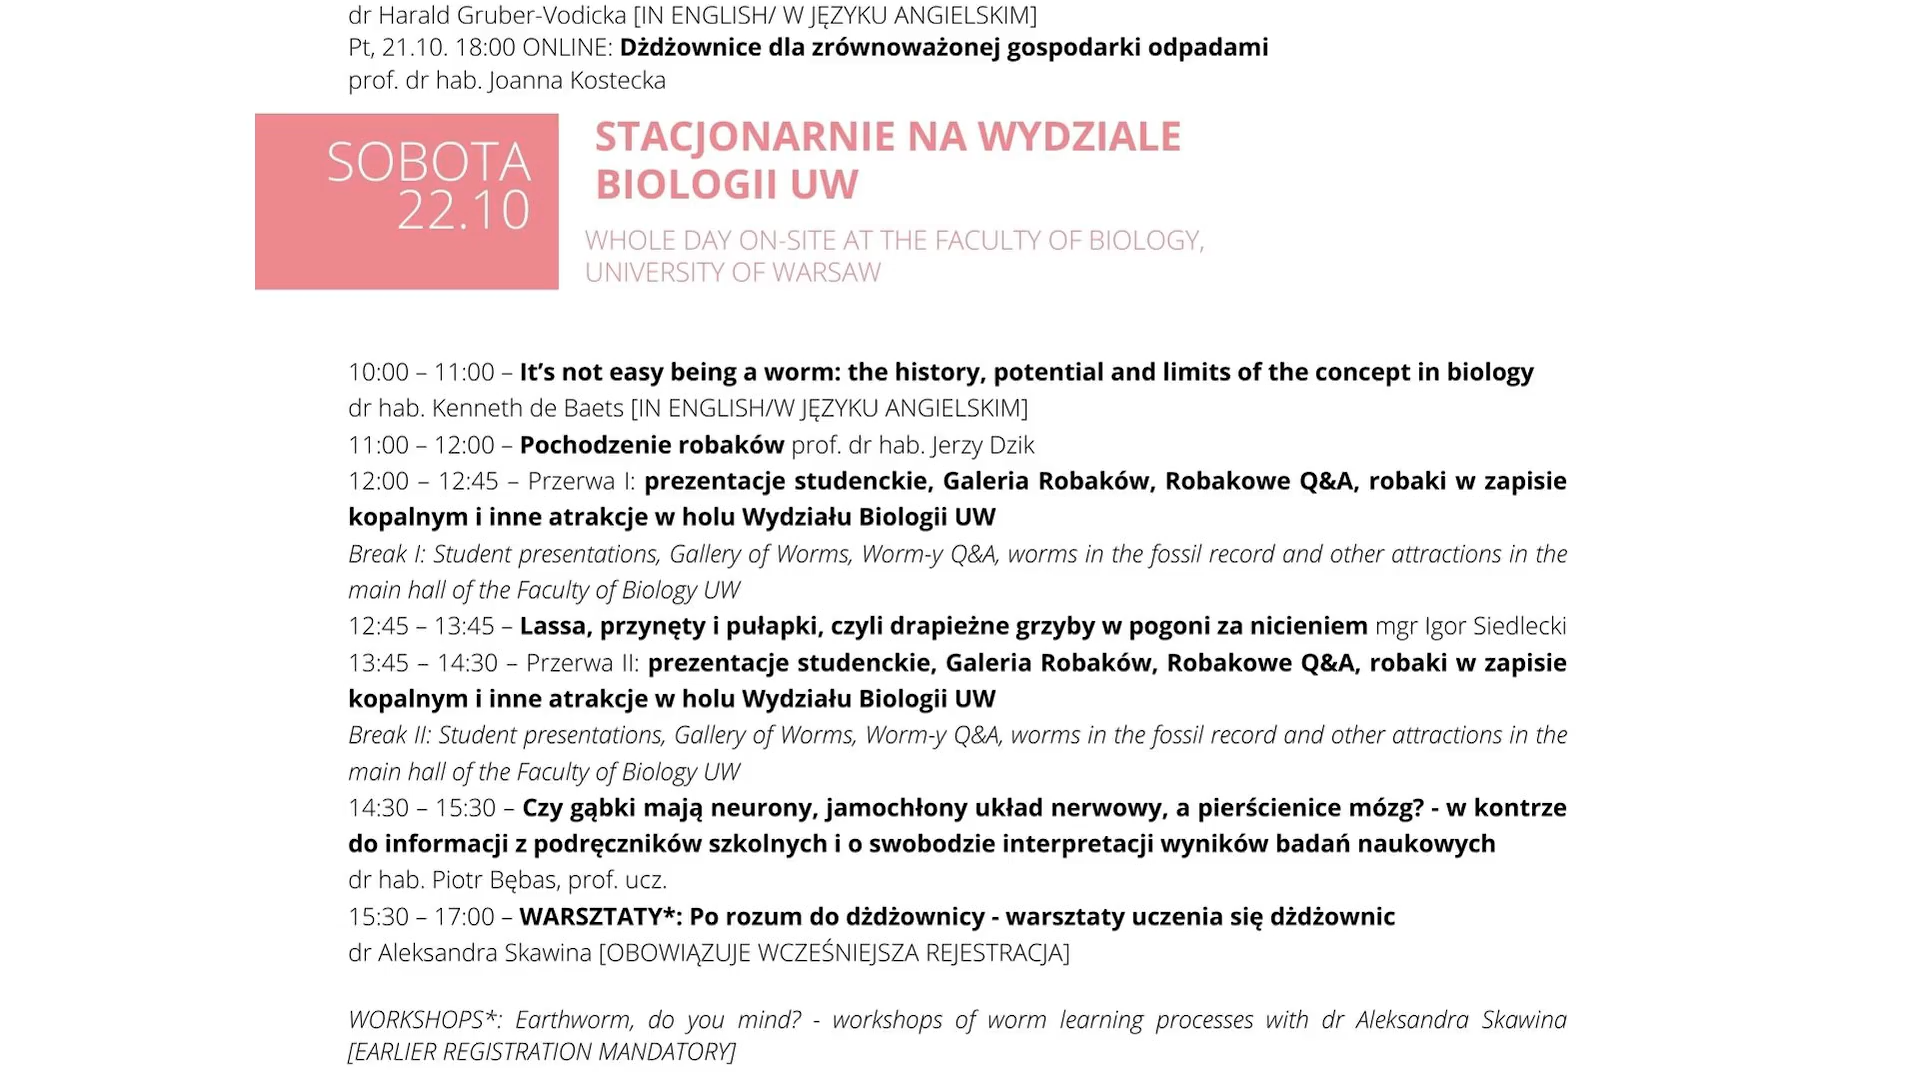 dr Harald Gruber-Vodicka [IN ENGLISH/ W JĘZYKU ANGIELSKIM]
Pt, 21.10. 18:00 ONLINE: Dżdżownice dla zrównoważonej gospodarki odpadami
prof. dr hab. Joanna Kostecka
SOBOTA
22.10
STACJONARNIE NA WYDZIALE
BIOLOGII UW
WHOLE DAY ON-SITE AT THE FACULTY OF BIOLOGY,
UNIVERSITY OF WARSAW
10:00 – 11:00 – It’s not easy being a worm: the history, potential and limits of the concept in biology
dr hab. Kenneth de Baets [IN ENGLISH/W JĘZYKU ANGIELSKIM]
11:00 – 12:00 – Pochodzenie robaków prof. dr hab. Jerzy Dzik
12:00 – 12:45 – Przerwa I: prezentacje studenckie, Galeria Robaków, Robakowe Q&A, robaki w zapisie
kopalnym i inne atrakcje w holu Wydziału Biologii UW
Break I: Student presentations, Gallery of Worms, Worm-y Q&A, worms in the fossil record and other attractions in the
main hall of the Faculty of Biology UW
12:45 – 13:45 – Lassa, przynęty i pułapki, czyli drapieżne grzyby w pogoni za nicieniem mgr Igor Siedlecki
13:45 – 14:30 – Przerwa II: prezentacje studenckie, Galeria Robaków, Robakowe Q&A, robaki w zapisie
kopalnym i inne atrakcje w holu Wydziału Biologii UW
Break II: Student presentations, Gallery of Worms, Worm-y Q&A, worms in the fossil record and other attractions in the
main hall of the Faculty of Biology UW
14:30 – 15:30 – Czy gąbki mają neurony, jamochłony układ nerwowy, a pierścienice mózg? - w kontrze
do informacji z podręczników szkolnych i o swobodzie interpretacji wyników badań naukowych
dr hab. Piotr Bębas, prof. ucz.
15:30 – 17:00 – WARSZTATY*: Po rozum do dżdżownicy - warsztaty uczenia się dżdżownic
dr Aleksandra Skawina [OBOWIĄZUJE WCZEŚNIEJSZA REJESTRACJA]
WORKSHOPS*: Earthworm, do you mind? - workshops of worm learning processes with dr Aleksandra Skawina
[EARLIER REGISTRATION MANDATORY]